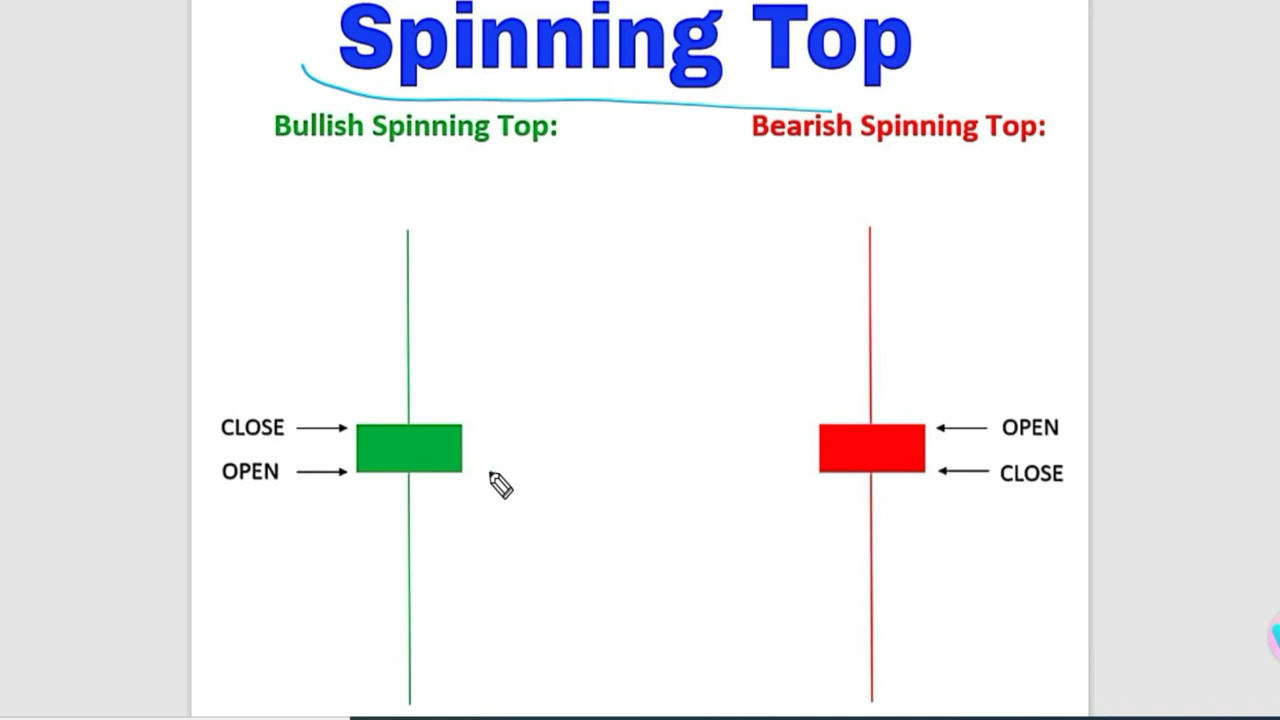 Spinning Top
Bullish Spinning Top:
Bearish Spinning Top:
CLOSE
OPEN
OPEN
CLOSE